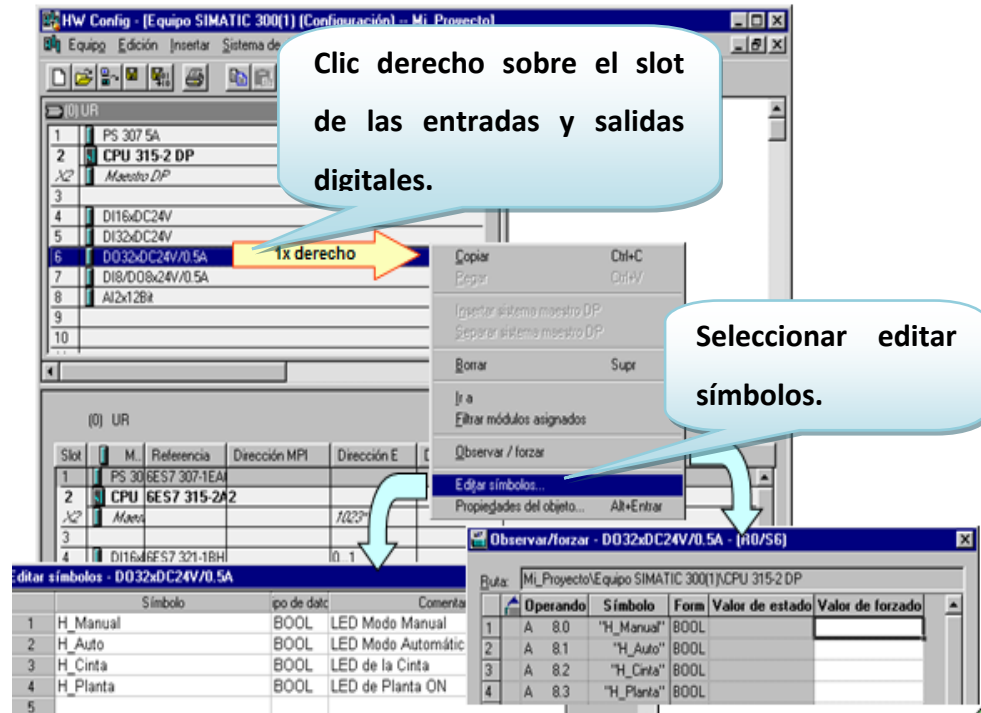 HW Config - [Equipo SIMATIC 300(1) (Configuración) -- Mi_Proyecto]
Equipo Edición Insertar Sistema de
Clic derecho sobre el slot
de las entradas y salidas
digitales.
(0) UR
1 PS 307 5A
2 CPU 315-2 DP
X2 Maestro DP
3
4 DI16xDC24V
5 DI32xDC24V
6 DO32xDC24V/0.5A
1x derecho
7 DI8/DO8x24V/0.5A
8 AI2x12Bit
9
10
Copiar Ctrl+C
Pegar Ctrl+V
Insertar sistema maestro DP
Separar sistema maestro DP
Borrar Supr
Ir a
Filtrar módulos asignados
Observar / forzar
Editar símbolos...
Propiedades del objeto... Alt+Entrar
Seleccionar editar
símbolos.
(0) UR
Slot M.. Referencia Dirección MPI Dirección E
1 PS 30 6ES7 307-1EA
2 CPU 6ES7 315-2A 2
X2 Maes 1023*
3
4 DI16x 6ES7 321-1BH 0...1
Editar símbolos - DO32xDC24V/0.5A
Símbolo ipo de dato Comenta
1 H_Manual BOOL LED Modo Manual
2 H_Auto BOOL LED Modo Automátic
3 H_Cinta BOOL LED de la Cinta
4 H_Planta BOOL LED de Planta ON
5
Observar/forzar - DO32xDC24V/0.5A - (R0/S6)
Ruta: Mi_Proyecto\Equipo SIMATIC 300(1)\CPU 315-2 DP
Operando Símbolo Form Valor de estado Valor de forzado
1 A 8.0 "H_Manual" BOOL
2 A 8.1 "H_Auto" BOOL
3 A 8.2 "H_Cinta" BOOL
4 A 8.3 "H_Planta" BOOL